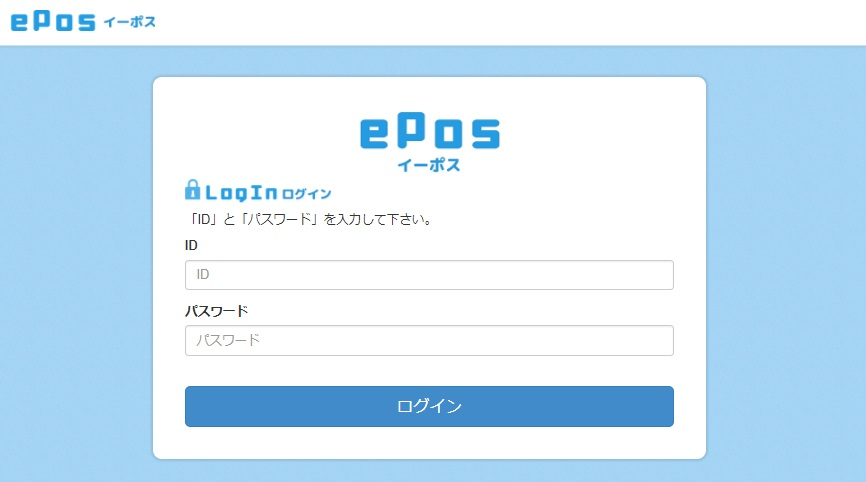 ePos イーポス
ePos
イーポス
LogIn ログイン
「ID」と「パスワード」を入力して下さい。
ID
ID
パスワード
パスワード
ログイン